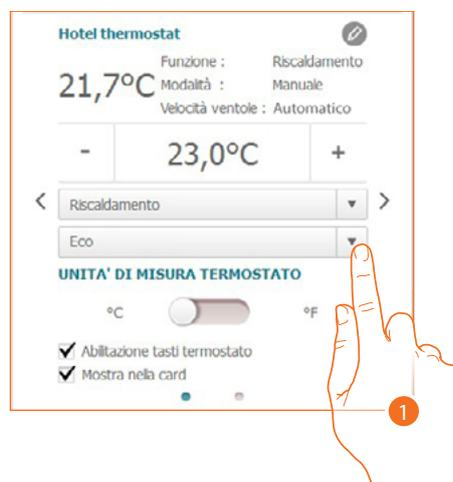 Hotel thermostat
Funzione : Riscaldamento
21,7°C Modalità : Manuale
Velocità ventole : Automatico
- 23,0°C +
< Riscaldamento >
Eco
UNITA' DI MISURA TERMOSTATO
°C °F
Abilitazione tasti termostato
Mostra nella card
1